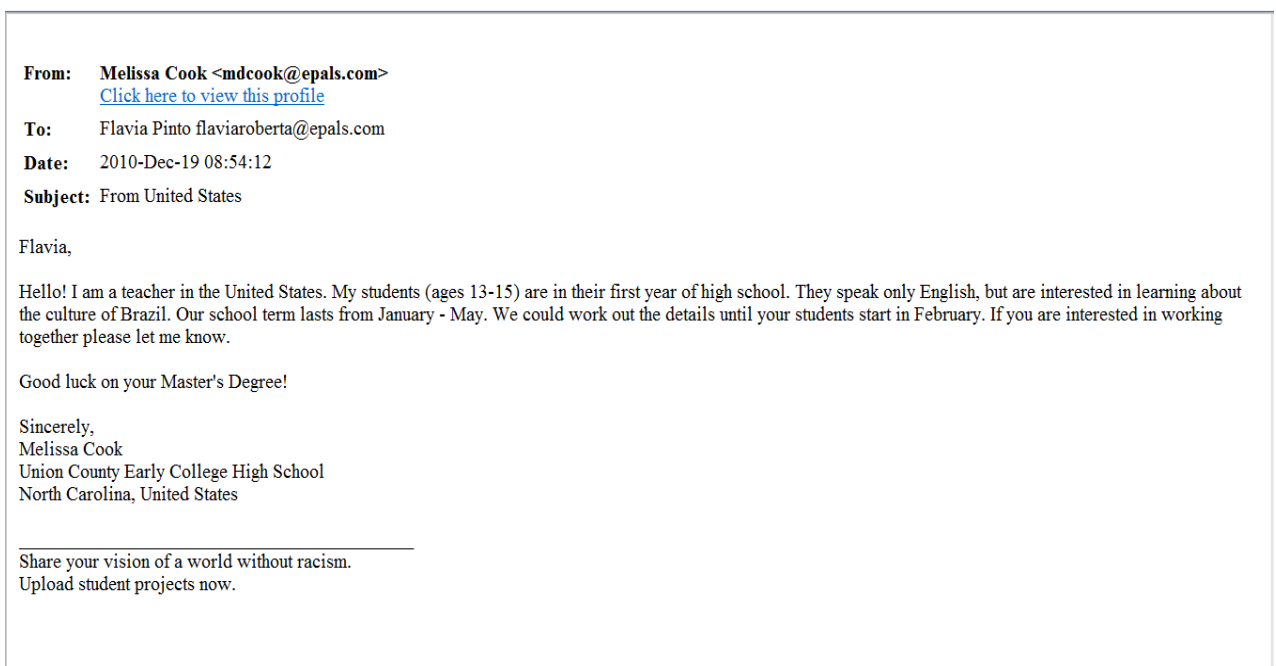 From: Melissa Cook <mdcook@epals.com>
Click here to view this profile
To: Flavia Pinto flaviaroberta@epals.com
Date: 2010-Dec-19 08:54:12
Subject: From United States
Flavia,
Hello! I am a teacher in the United States. My students (ages 13-15) are in their first year of high school. They speak only English, but are interested in learning about
the culture of Brazil. Our school term lasts from January - May. We could work out the details until your students start in February. If you are interested in working
together please let me know.
Good luck on your Master's Degree!
Sincerely,
Melissa Cook
Union County Early College High School
North Carolina, United States
Share your vision of a world without racism.
Upload student projects now.